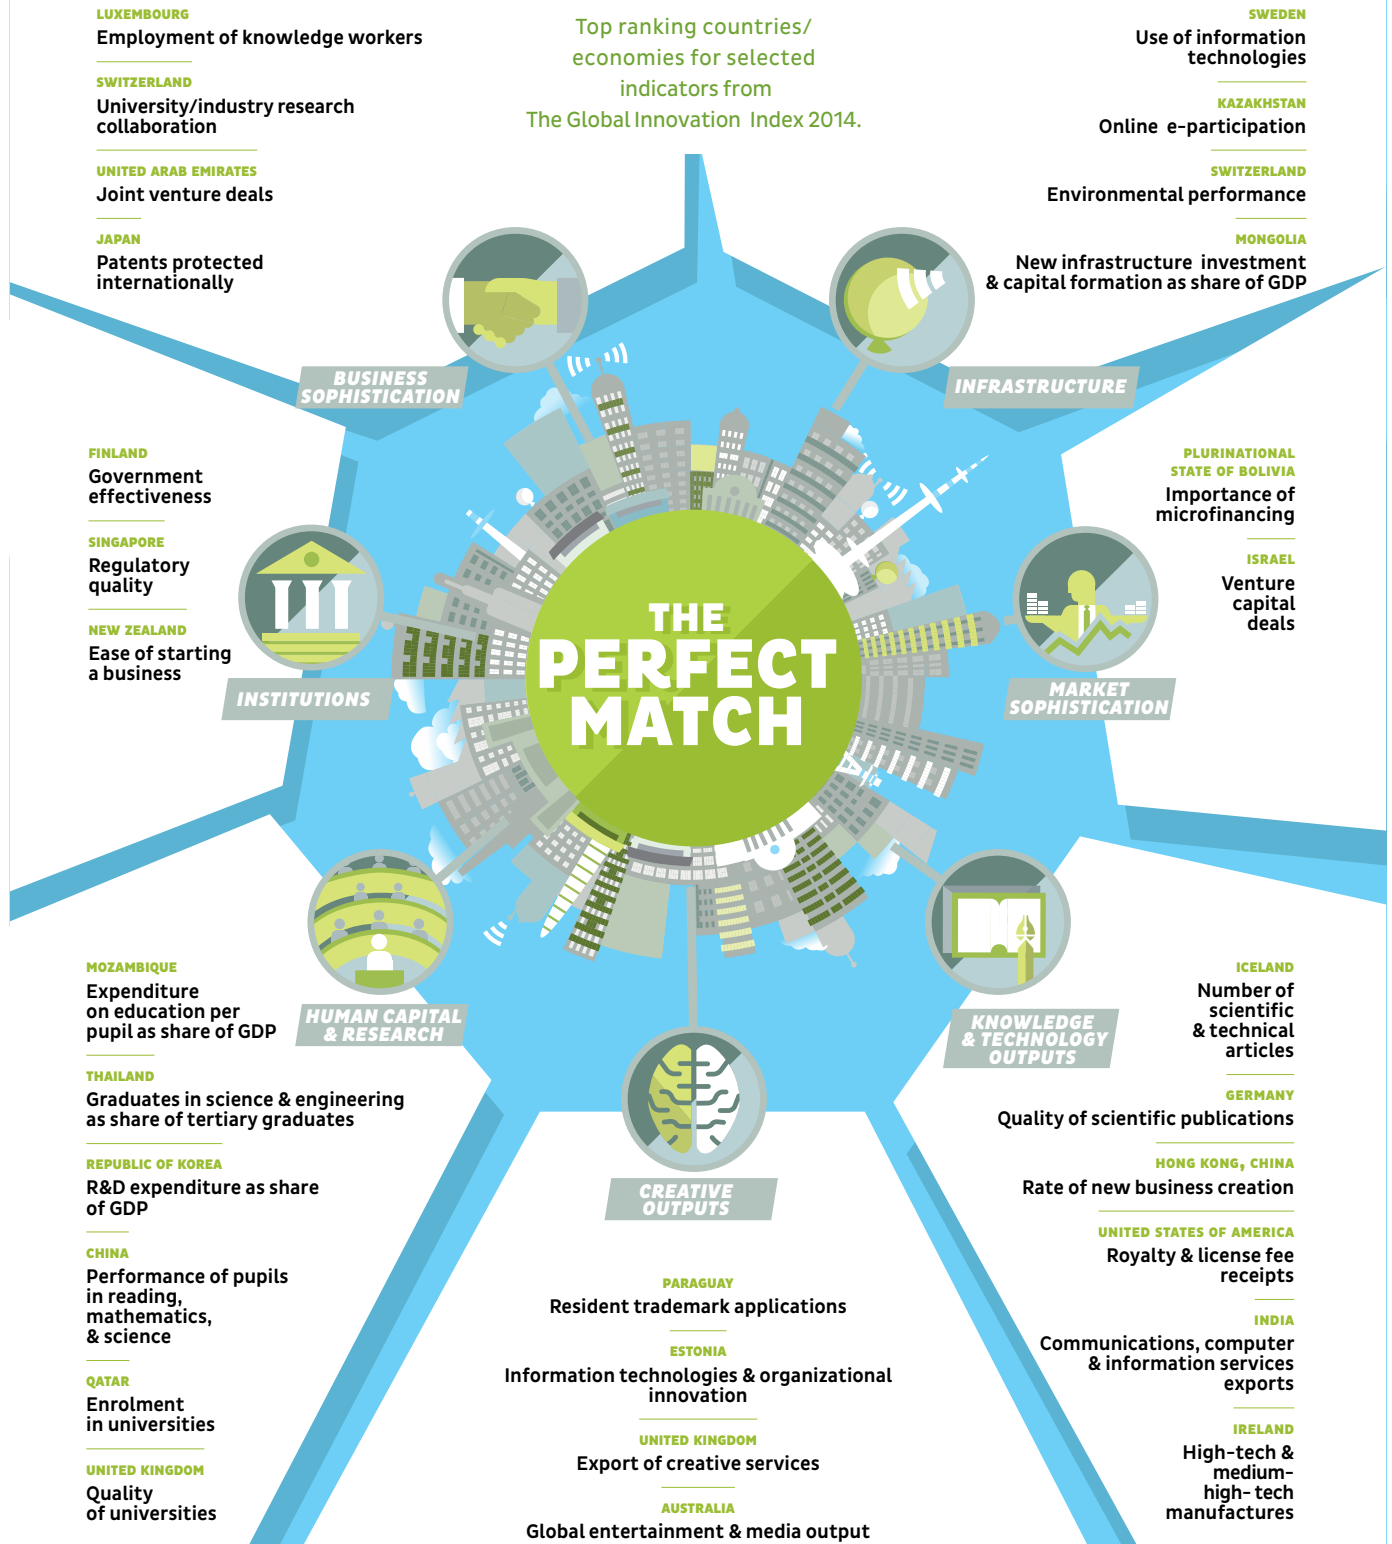 Top ranking countries/
economies for selected
indicators from
The Global Innovation Index 2014.
LUXEMBOURG
Employment of knowledge workers
SWITZERLAND
University/industry research
collaboration
UNITED ARAB EMIRATES
Joint venture deals
JAPAN
Patents protected
internationally
BUSINESS
SOPHISTICATION
SWEDEN
Use of information
technologies
KAZAKHSTAN
Online e-participation
SWITZERLAND
Environmental performance
MONGOLIA
New infrastructure investment
& capital formation as share of GDP
INFRASTRUCTURE
FINLAND
Government
effectiveness
SINGAPORE
Regulatory
quality
NEW ZEALAND
Ease of starting
a business
INSTITUTIONS
THE
PERFECT
MATCH
PLURINATIONAL
STATE OF BOLIVIA
Importance of
microfinancing
ISRAEL
Venture
capital
deals
MARKET
SOPHISTICATION
MOZAMBIQUE
Expenditure
on education per
pupil as share of GDP
THAILAND
Graduates in science & engineering
as share of tertiary graduates
REPUBLIC OF KOREA
R&D expenditure as share
of GDP
CHINA
Performance of pupils
in reading,
mathematics,
& science
QATAR
Enrolment
in universities
UNITED KINGDOM
Quality
of universities
HUMAN CAPITAL
& RESEARCH
CREATIVE
OUTPUTS
PARAGUAY
Resident trademark applications
ESTONIA
Information technologies & organizational
innovation
UNITED KINGDOM
Export of creative services
AUSTRALIA
Global entertainment & media output
KNOWLEDGE
& TECHNOLOGY
OUTPUTS
ICELAND
Number of
scientific
& technical
articles
GERMANY
Quality of scientific publications
HONG KONG, CHINA
Rate of new business creation
UNITED STATES OF AMERICA
Royalty & license fee
receipts
INDIA
Communications, computer
& information services
exports
IRELAND
High-tech &
medium-
high- tech
manufactures